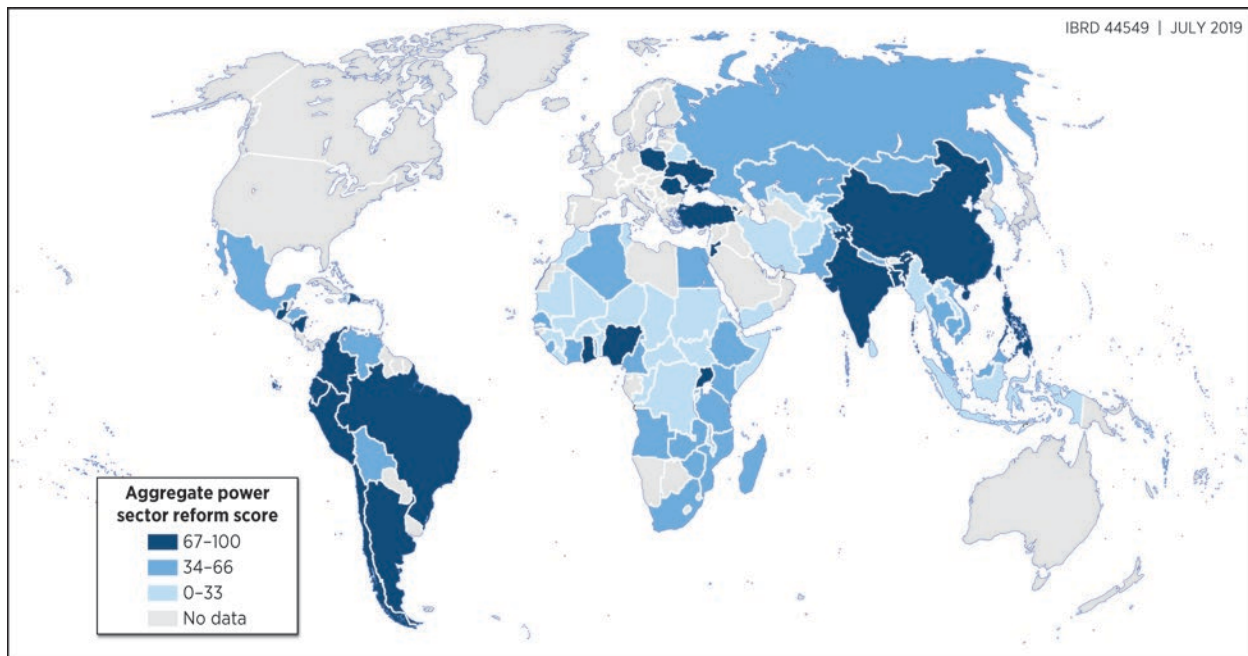 IBRD 44549 | JULY 2019
Aggregate power
sector reform score
67–100
34–66
0–33
No data